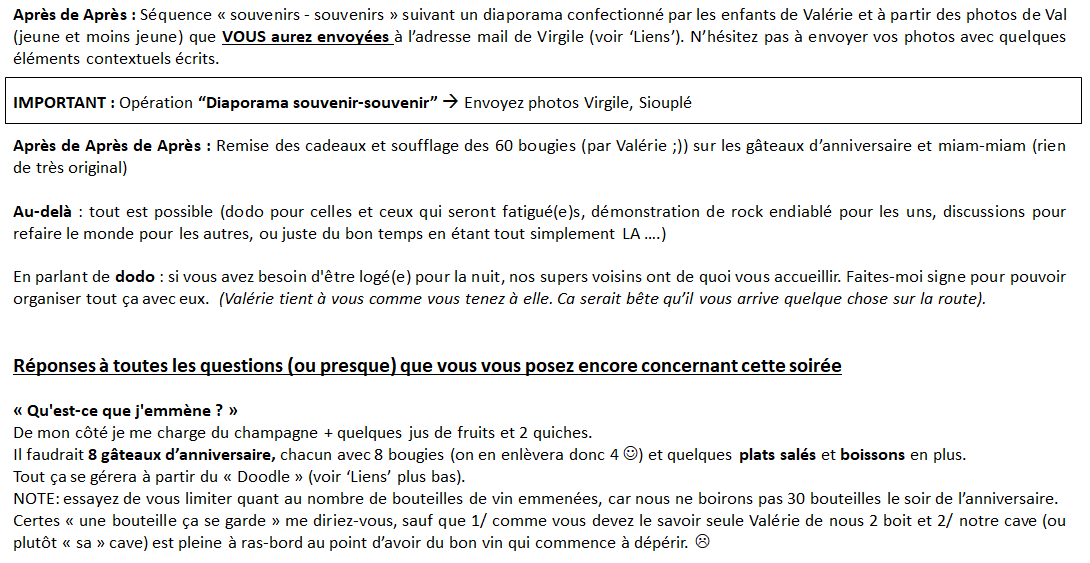 Après de Après : Séquence « souvenirs - souvenirs » suivant un diaporama confectionné par les enfants de Valérie et à partir des photos de Val
(jeune et moins jeune) que VOUS aurez envoyées à l’adresse mail de Virgile (voir ‘Liens’). N’hésitez pas à envoyer vos photos avec quelques
éléments contextuels écrits.
IMPORTANT : Opération “Diaporama souvenir-souvenir” → Envoyez photos Virgile, Siouplé
Après de Après de Après : Remise des cadeaux et soufflage des 60 bougies (par Valérie ;)) sur les gâteaux d’anniversaire et miam-miam (rien
de très original)
Au-delà : tout est possible (dodo pour celles et ceux qui seront fatigué(e)s, démonstration de rock endiablé pour les uns, discussions pour
refaire le monde pour les autres, ou juste du bon temps en étant tout simplement LA ….)
En parlant de dodo : si vous avez besoin d'être logé(e) pour la nuit, nos supers voisins ont de quoi vous accueillir. Faites-moi signe pour pouvoir
organiser tout ça avec eux. (Valérie tient à vous comme vous tenez à elle. Ca serait bête qu’il vous arrive quelque chose sur la route).
Réponses à toutes les questions (ou presque) que vous vous posez encore concernant cette soirée
« Qu'est-ce que j'emmène ? »
De mon côté je me charge du champagne + quelques jus de fruits et 2 quiches.
Il faudrait 8 gâteaux d’anniversaire, chacun avec 8 bougies (on en enlèvera donc 4 ☺) et quelques plats salés et boissons en plus.
Tout ça se gérera à partir du « Doodle » (voir ‘Liens’ plus bas).
NOTE: essayez de vous limiter quant au nombre de bouteilles de vin emmenées, car nous ne boirons pas 30 bouteilles le soir de l’anniversaire.
Certes « une bouteille ça se garde » me diriez-vous, sauf que 1/ comme vous devez le savoir seule Valérie de nous 2 boit et 2/ notre cave (ou
plutôt « sa » cave) est pleine à ras-bord au point d’avoir du bon vin qui commence à dépérir. ☹